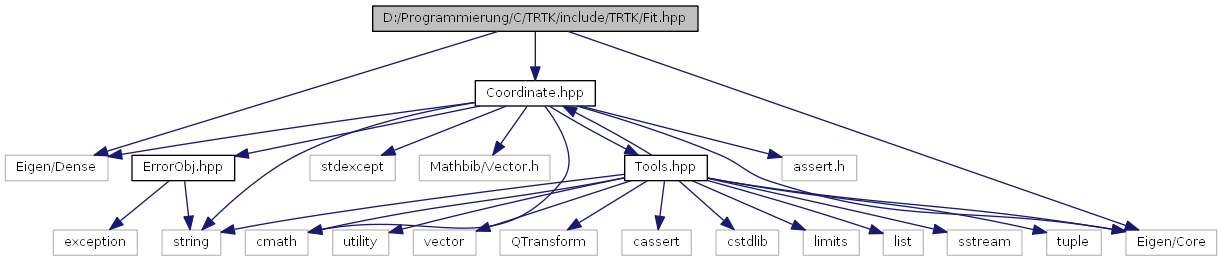 D:/Programmierung/C/TRTK/include/TRTK/Fit.hpp
Coordinate.hpp
Eigen/Dense
ErrorObj.hpp
stdexcept
Mathbib/Vector.h
Tools.hpp
assert.h
exception
string
cmath
utility
vector
QTransform
cassert
cstdlib
limits
list
sstream
tuple
Eigen/Core